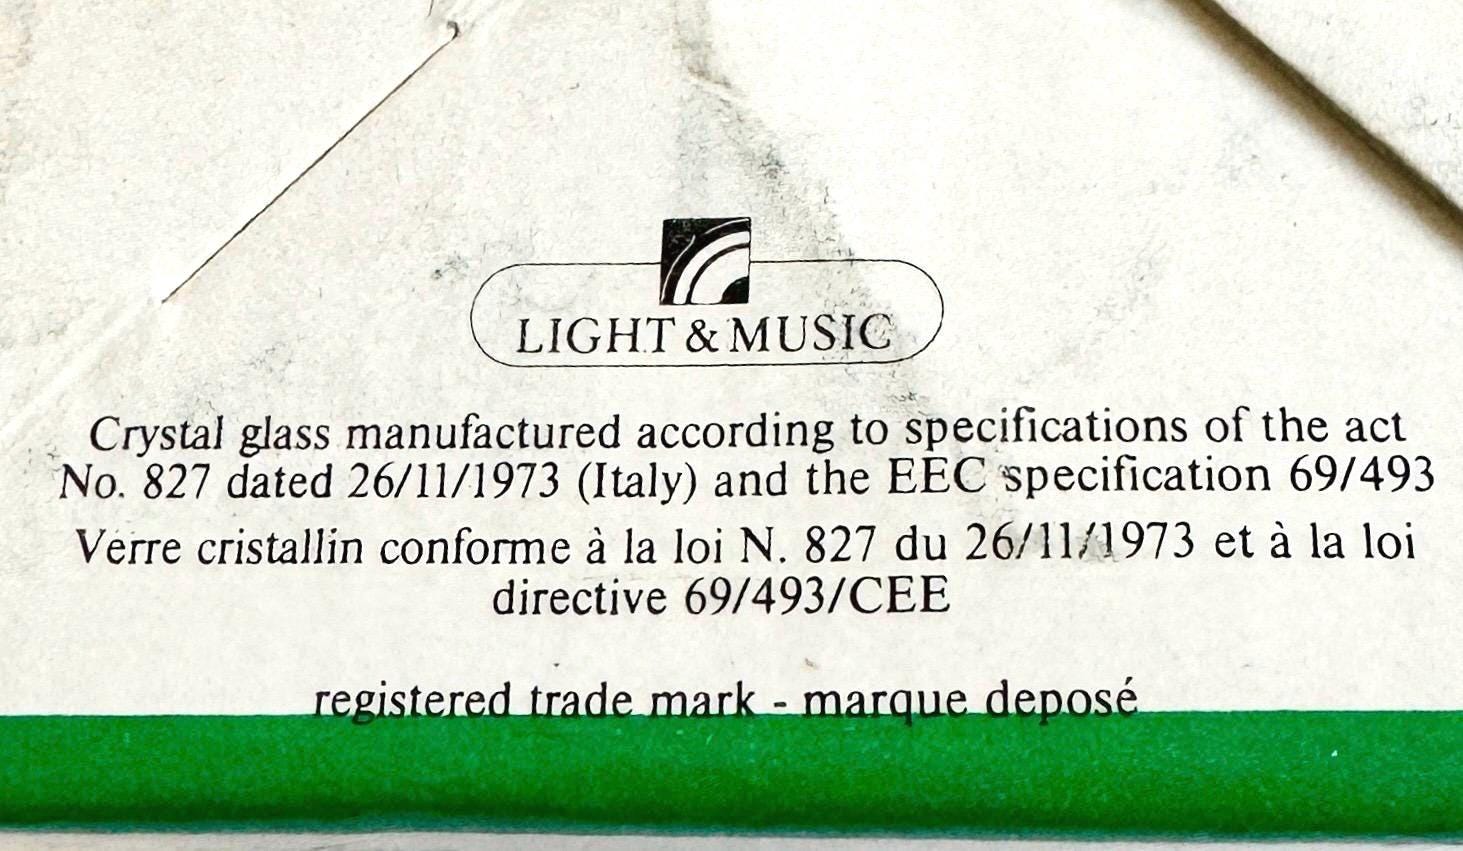 LIGHT & MUSIC
Crystal glass manufactured according to specifications of the act
No. 827 dated 26/11/1973 (Italy) and the EEC specification 69/493
Verre cristallin conforme à la loi N. 827 du 26/11/1973 et à la loi
directive 69/493/CEE
registered trade mark - marque deposé